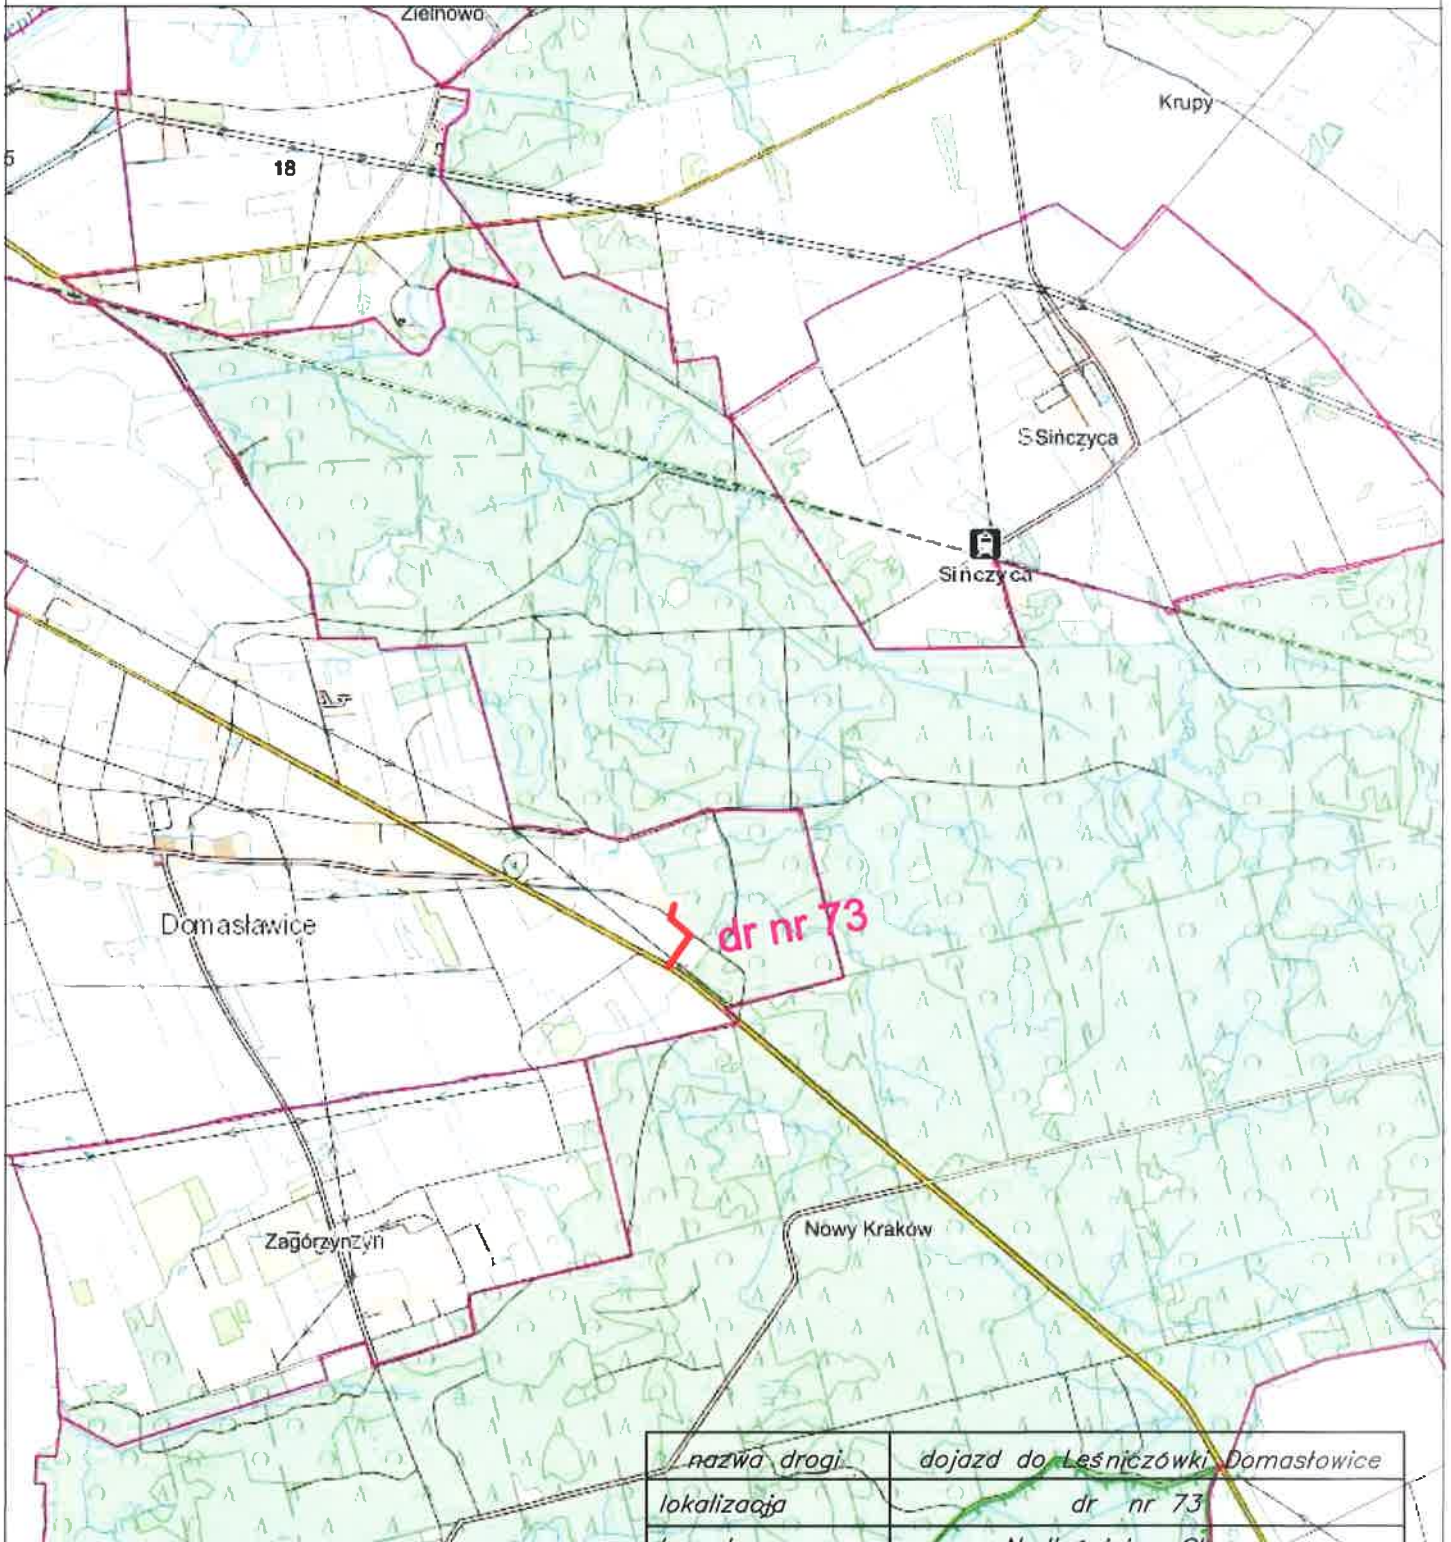 Zielnowo
Krupy
18
S Sińczyca
Sińczyca
Domasławice
dr nr 73
Nowy Kraków
nazwa drogi dojazd do Leśniczówki Domasłowice
lokalizacja dr nr 73